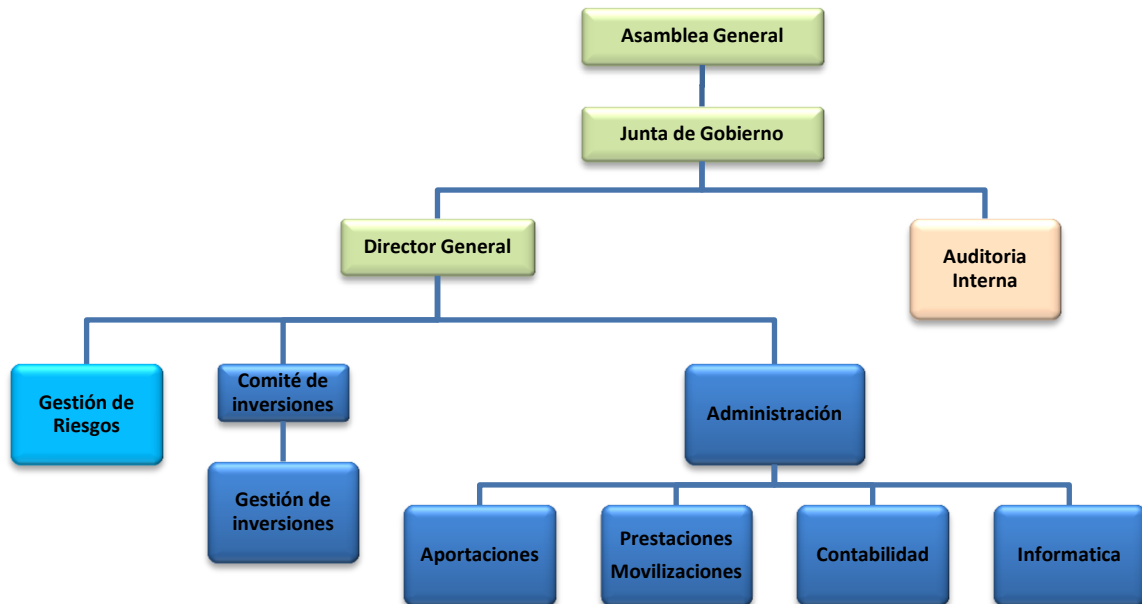 Asamblea General
Junta de Gobierno
Director General
Auditoria
Interna
Gestión de
Riesgos
Comité de
inversiones
Administración
Gestión de
inversiones
Aportaciones
Prestaciones
Movilizaciones
Contabilidad
Informatica